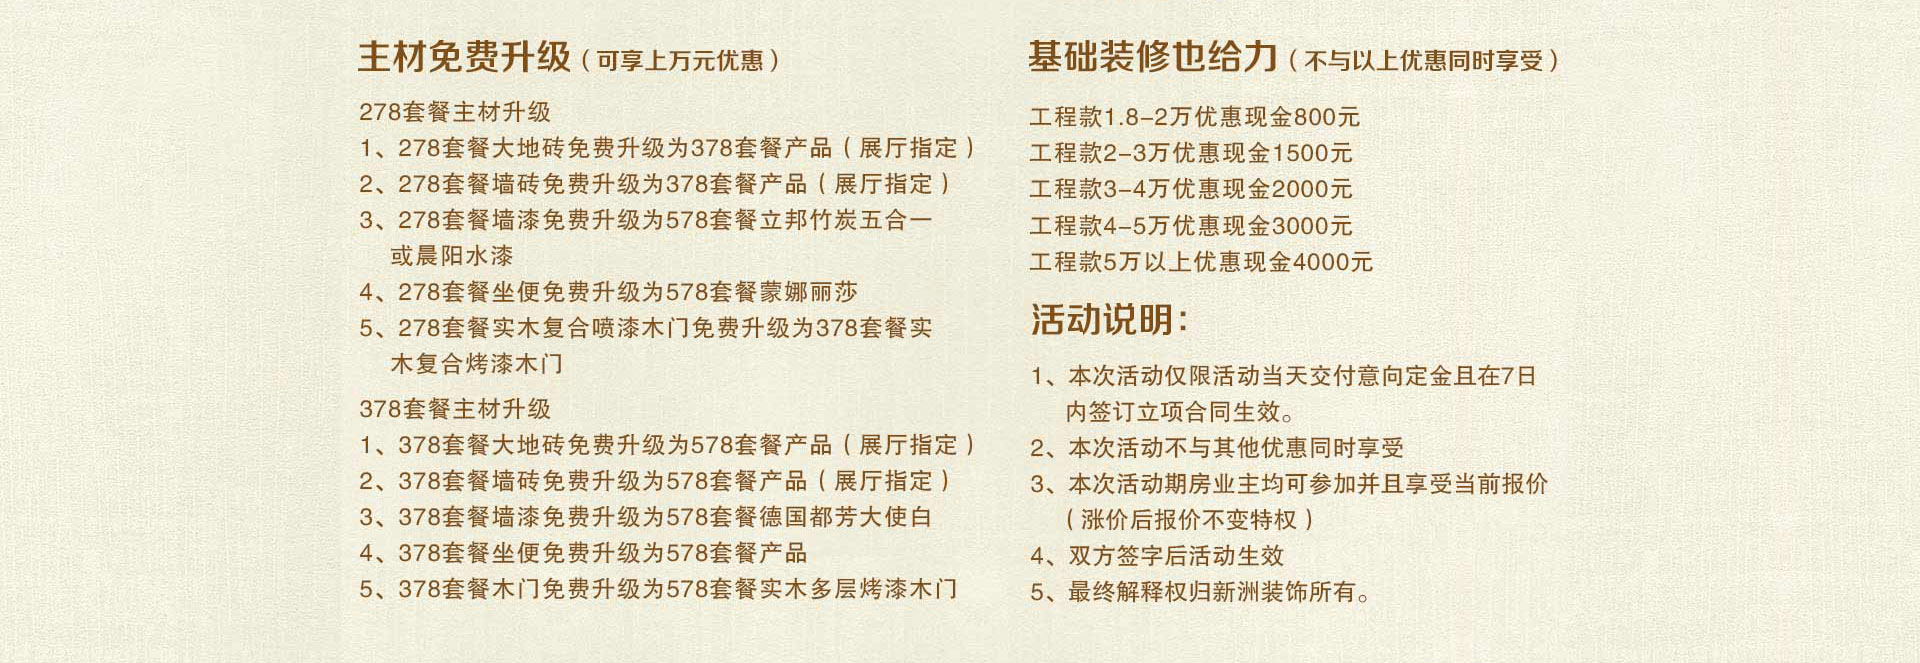 主材免费升级（可享上万元优惠）
278套餐主材升级
1、278套餐大地砖免费升级为378套餐产品（展厅指定）
2、278套餐墙砖免费升级为378套餐产品（展厅指定）
3、278套餐墙漆免费升级为578套餐立邦竹炭五合一
或晨阳水漆
4、278套餐坐便免费升级为578套餐蒙娜丽莎
5、278套餐实木复合喷漆木门免费升级为378套餐实
木复合烤漆木门
378套餐主材升级
1、378套餐大地砖免费升级为578套餐产品（展厅指定）
2、378套餐墙砖免费升级为578套餐产品（展厅指定）
3、378套餐墙漆免费升级为578套餐德国都芳大使白
4、378套餐坐便免费升级为578套餐产品
5、378套餐木门免费升级为578套餐实木多层烤漆木门
基础装修也给力（不与以上优惠同时享受）
工程款1.8-2万优惠现金800元
工程款2-3万优惠现金1500元
工程款3-4万优惠现金2000元
工程款4-5万优惠现金3000元
工程款5万以上优惠现金4000元
活动说明：
1、本次活动仅限活动当天交付意向定金且在7日
内签订立项合同生效。
2、本次活动不与其他优惠同时享受
3、本次活动期房业主均可参加并且享受当前报价
（涨价后报价不变特权）
4、双方签字后活动生效
5、最终解释权归新洲装饰所有。